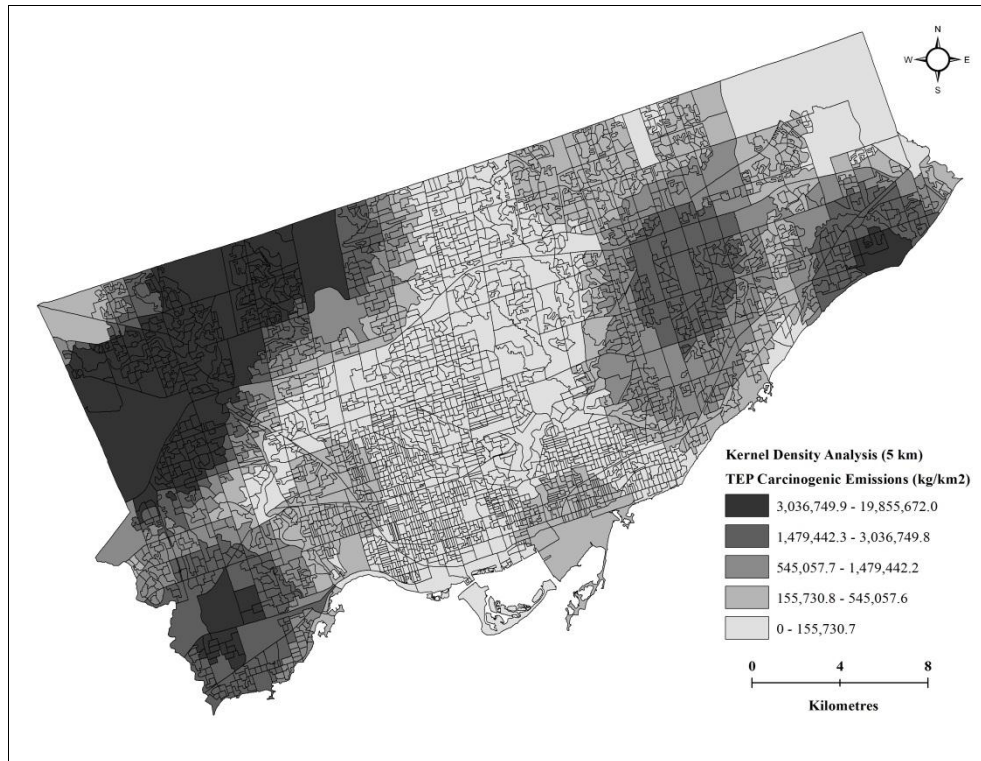 N
W E
S
Kernel Density Analysis (5 km)
TEP Carcinogenic Emissions (kg/km2)
3,036,749.9 - 19,855,672.0
1,479,442.3 - 3,036,749.8
545,057.7 - 1,479,442.2
155,730.8 - 545,057.6
0 - 155,730.7
0 4 8
Kilometres